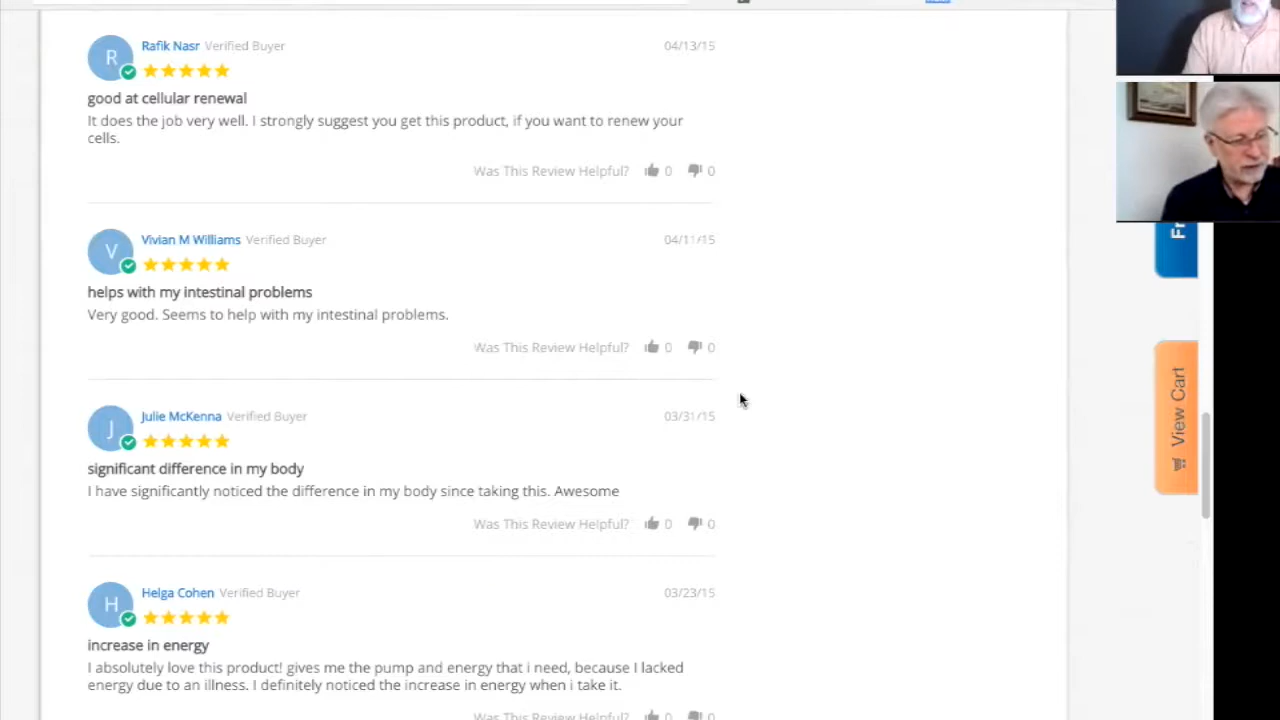 R
Rafik Nasr Verified Buyer 04/13/15
good at cellular renewal
It does the job very well. I strongly suggest you get this product, if you want to renew your
cells.
Was This Review Helpful? 0 0
V
Vivian M Williams Verified Buyer 04/11/15
helps with my intestinal problems
Very good. Seems to help with my intestinal problems.
Was This Review Helpful? 0 0
J
Julie McKenna Verified Buyer 03/31/15
significant difference in my body
I have significantly noticed the difference in my body since taking this. Awesome
Was This Review Helpful? 0 0
H
Helga Cohen Verified Buyer 03/23/15
increase in energy
I absolutely love this product! gives me the pump and energy that i need, because I lacked
energy due to an illness. I definitely noticed the increase in energy when i take it.
Was This Review Helpful? 0 0
Fr
View Cart